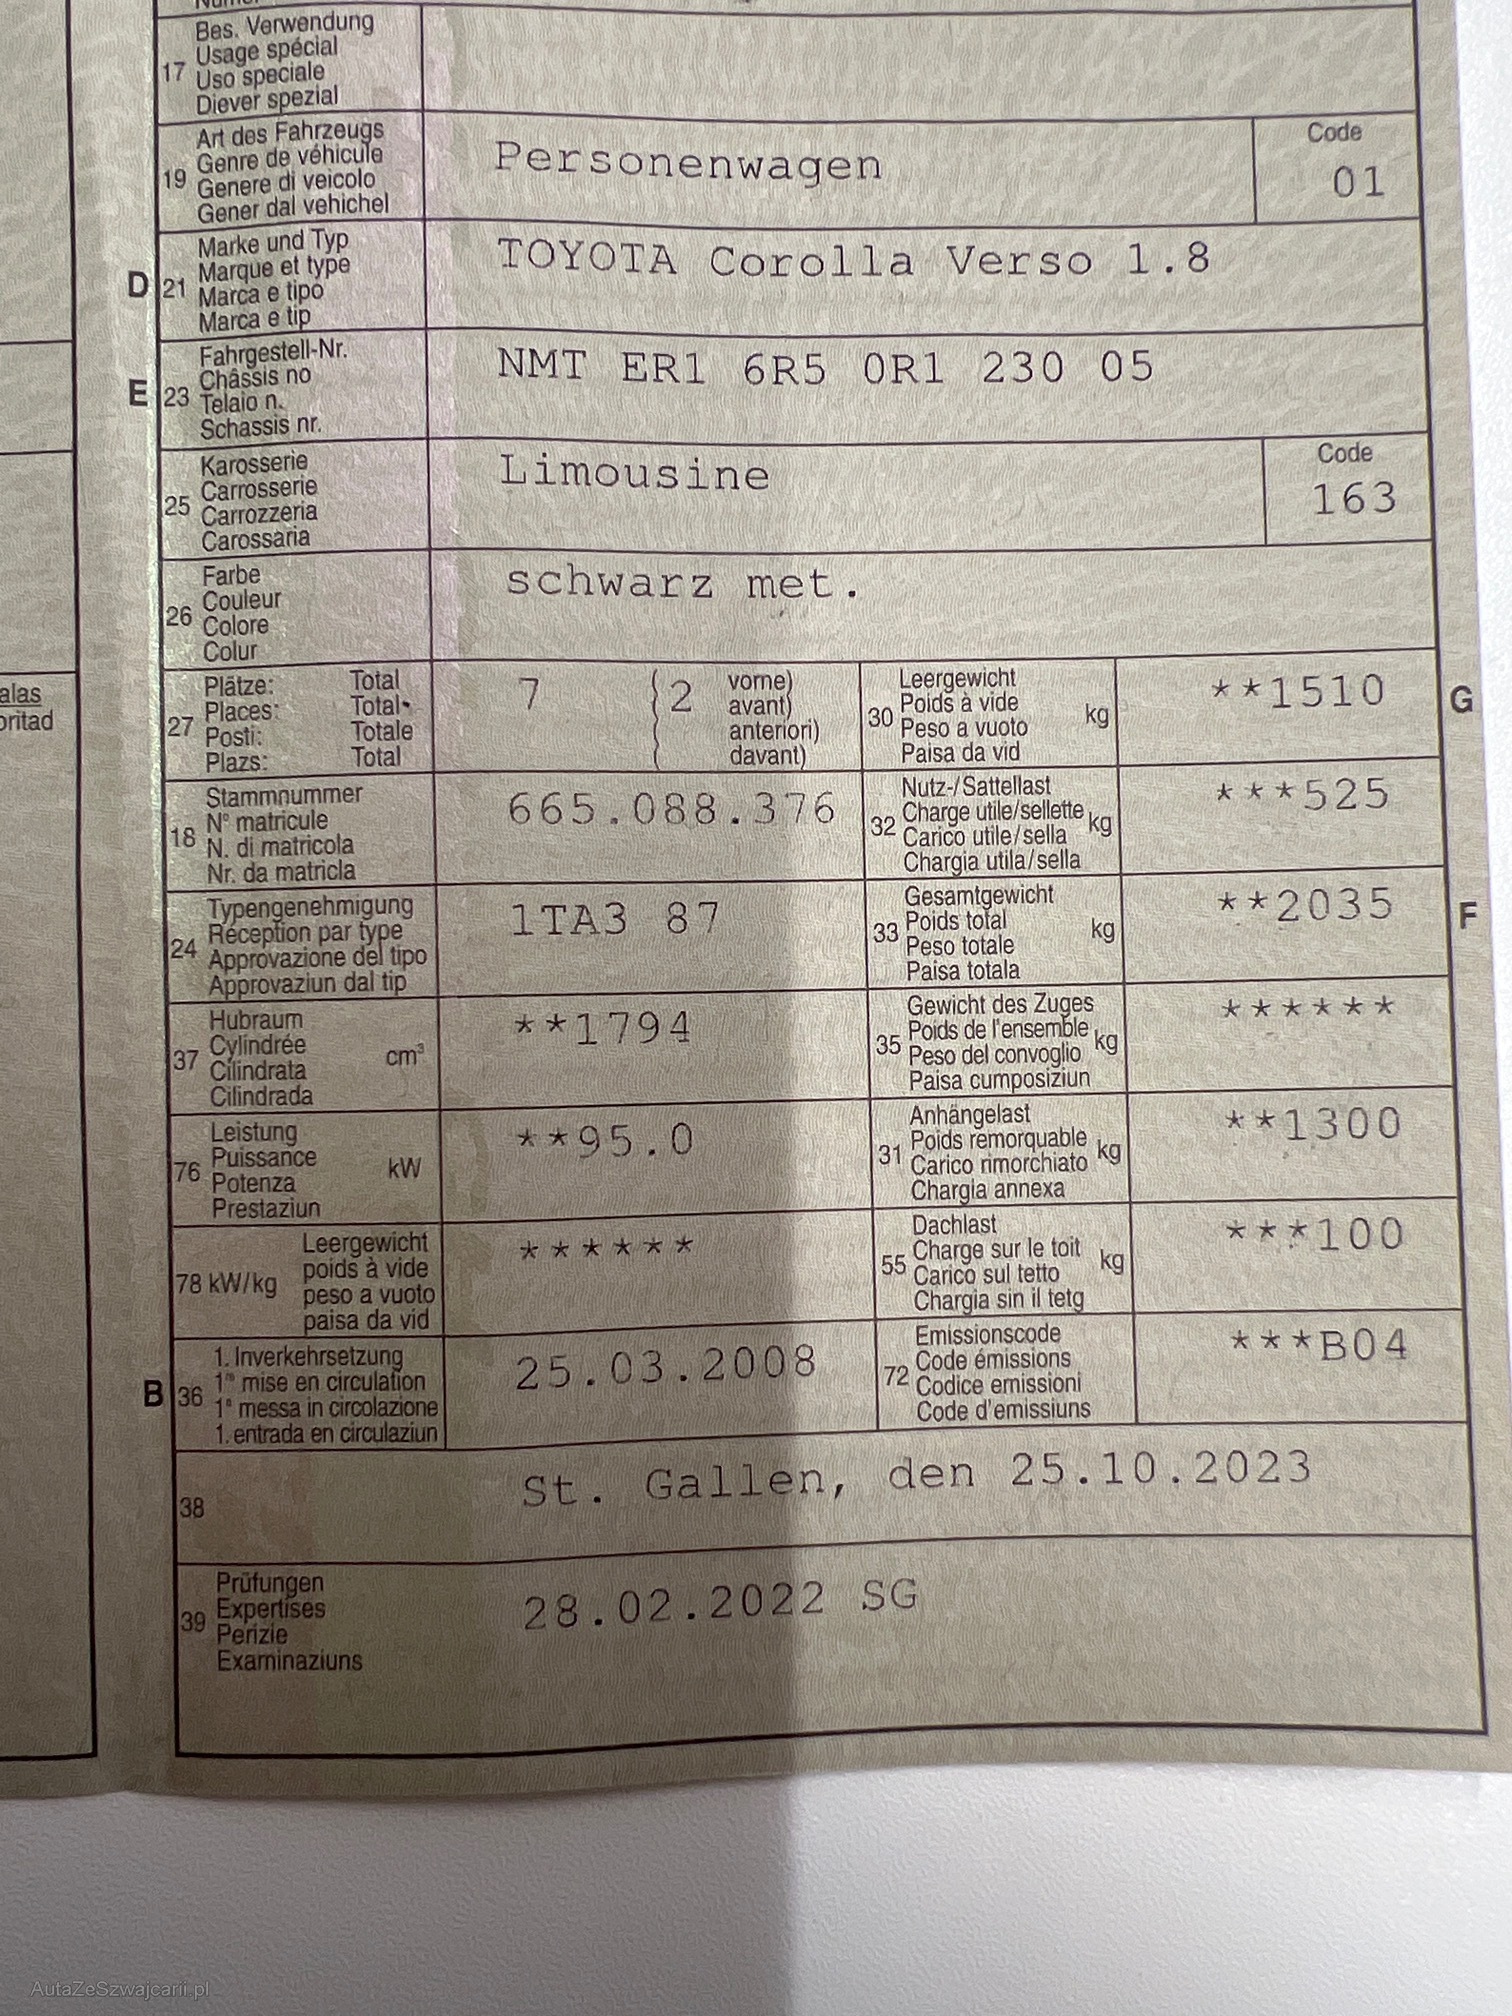 17 Bes. Verwendung
Usage spécial
Uso speciale
Diever spezial
19 Art des Fahrzeugs
Genre de véhicule
Genere di veicolo
Gener dal vehichel
Personenwagen
Code
01
D 21 Marke und Typ
Marque et type
Marca e tipo
Marca e tip
TOYOTA Corolla Verso 1.8
E 23 Fahrgestell-Nr.
Châssis no
Telaio n.
Schassis nr.
NMT ER1 6R5 0R1 230 05
25 Karosserie
Carrosserie
Carrozzeria
Carossaria
Limousine
Code
163
26 Farbe
Couleur
Colore
Colur
schwarz met.
alas
oritad
27 Plätze: Total
Places: Total
Posti: Totale
Plazs: Total
7 (2 vorne)
avant)
anteriori)
davant)
30 Leergewicht
Poids à vide
Peso a vuoto
Paisa da vid
kg
**1510
G
18 Stammnummer
N° matricule
N. di matricola
Nr. da matricla
665.088.376
32 Nutz-/Sattellast
Charge utile/sellette
Carico utile/sella
Chargia utila/sella
kg
***525
24 Typengenehmigung
Réception par type
Approvazione del tipo
Approvaziun dal tip
1TA3 87
33 Gesamtgewicht
Poids total
Peso totale
Paisa totala
kg
**2035
F
37 Hubraum
Cylindrée
Cilindrata
Cilindrada
cm³
**1794
35 Gewicht des Zuges
Poids de l'ensemble
Peso del convoglio
Paisa cumposiziun
kg
******
76 Leistung
Puissance
Potenza
Prestaziun
kW
**95.0
31 Anhängelast
Poids remorquable
Carico rimorchiato
Chargia annexa
kg
**1300
78 kW/kg Leergewicht
poids à vide
peso a vuoto
paisa da vid
******
55 Dachlast
Charge sur le toit
Carico sul tetto
Chargia sin il tetg
kg
***100
B 36 1. Inverkehrsetzung
1re mise en circulation
1a messa in circolazione
1. entrada en circulaziun
25.03.2008
72 Emissionscode
Code émissions
Codice emissioni
Code d'emissiuns
***B04
38 St. Gallen, den 25.10.2023
39 Prüfungen
Expertises
Perizie
Examinaziuns
28.02.2022 SG
AutaZeSzwajcarii.pl